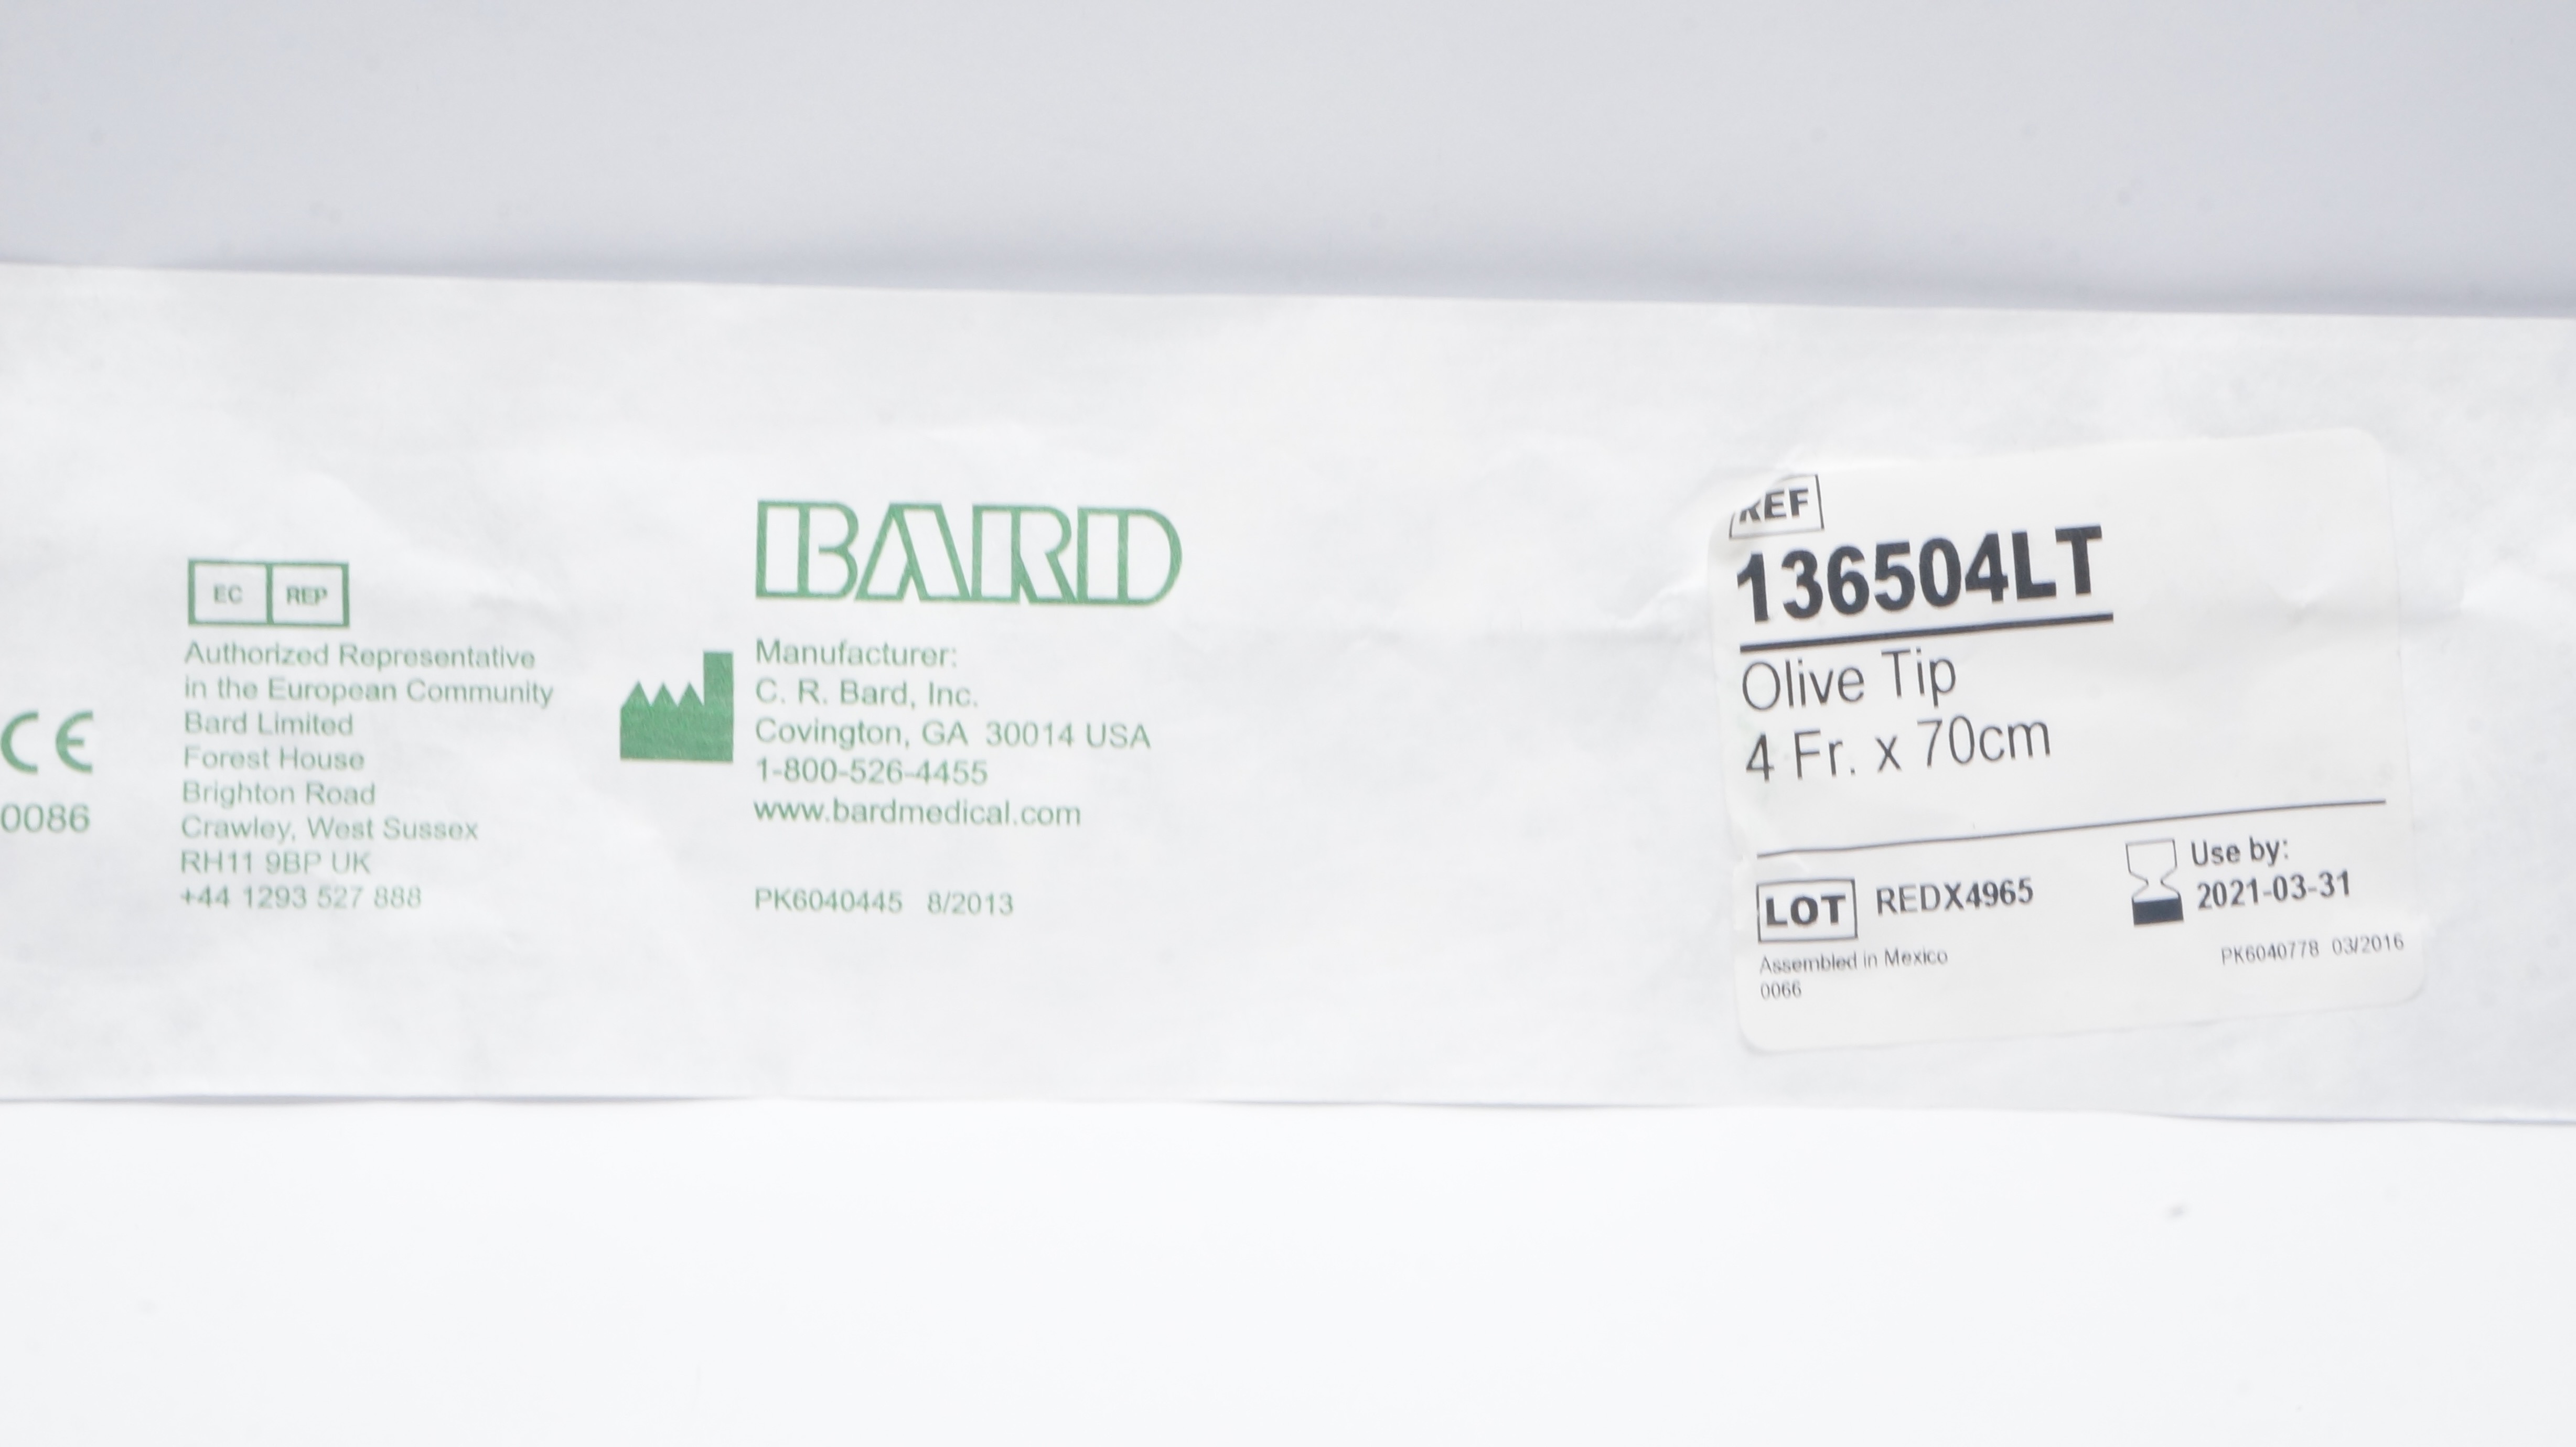 CE
0086
EC REP
Authorized Representative
in the European Community
Bard Limited
Forest House
Brighton Road
Crawley, West Sussex
RH11 9BP UK
+44 1293 527 888
BARD
Manufacturer:
C. R. Bard, Inc.
Covington, GA 30014 USA
1-800-526-4455
www.bardmedical.com
PK6040445 8/2013
REF
136504LT
Olive Tip
4 Fr. x 70cm
LOT REDX4965
Assembled in Mexico
0066
Use by:
2021-03-31
PK6040778 03/2016